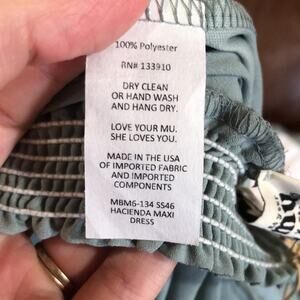 100% Polyester
RN# 133910
DRY CLEAN
OR HAND WASH
AND HANG DRY.
LOVE YOUR MU.
SHE LOVES YOU.
MADE IN THE USA
OF IMPORTED FABRIC
AND IMPORTED
COMPONENTS
MBM6-134 SS46
HACIENDA MAXI
DRESS